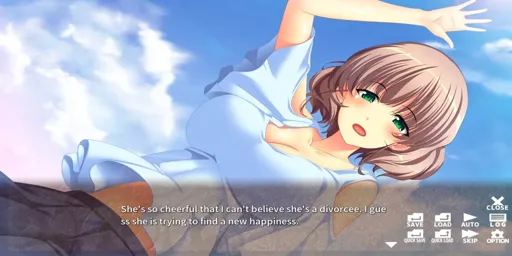 She's so cheerful that I can't believe she's a divorcee. I gue
ss she is trying to find a new happiness.
CLOSE
SAVE LOAD AUTO LOG
QUICK SAVE QUICK LOAD SKIP OPTION